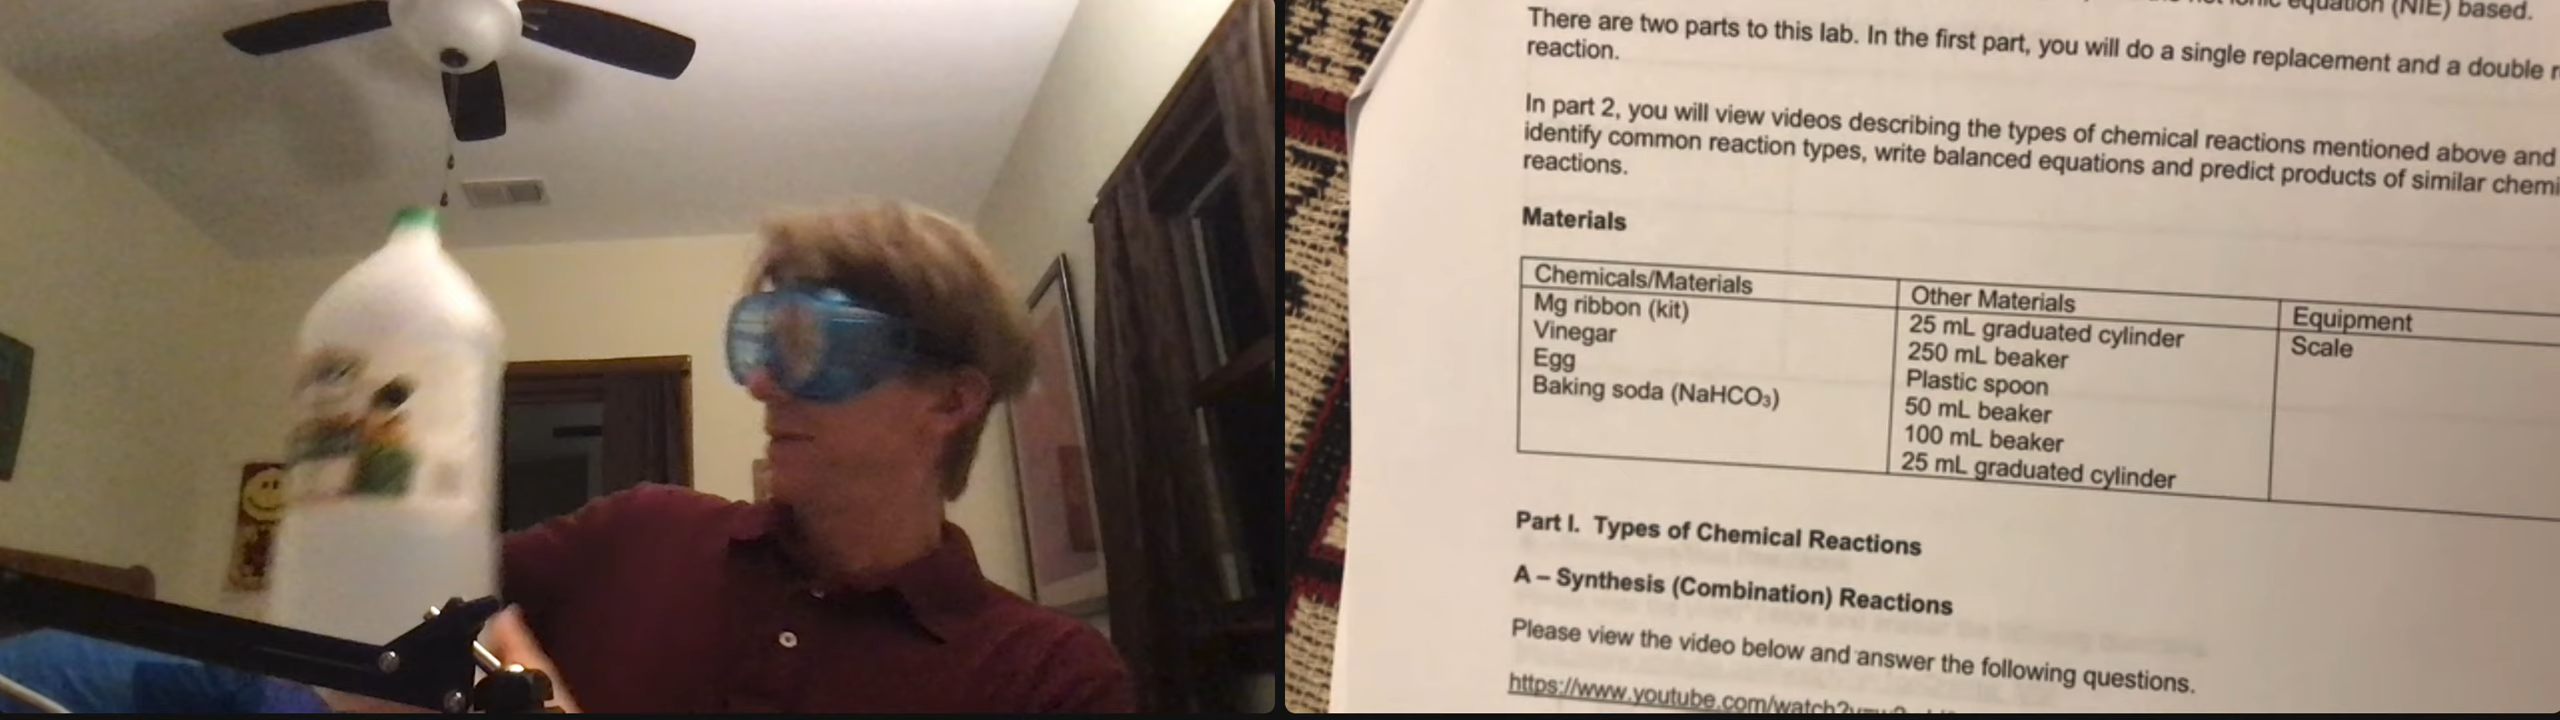 equation (NIE) based.
There are two parts to this lab. In the first part, you will do a single replacement and a double
reaction.
In part 2, you will view videos describing the types of chemical reactions mentioned above and
identify common reaction types, write balanced equations and predict products of similar
reactions.
Materials
Chemicals/Materials
Mg ribbon (kit)
Vinegar
Egg
Baking soda (NaHCO₃)
Other Materials
25 mL graduated cylinder
250 mL beaker
Plastic spoon
50 mL beaker
100 mL beaker
25 mL graduated cylinder
Equipment
Scale
Part I. Types of Chemical Reactions
A – Synthesis (Combination) Reactions
Please view the video below and answer the following questions.
https://www.youtube.com/watch?v=